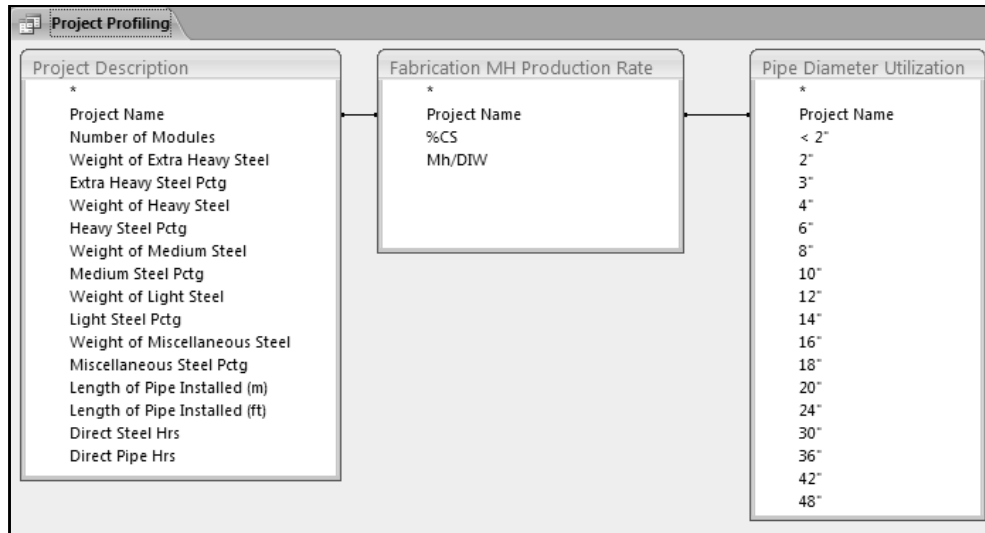 Project Profiling
Project Description
*
Project Name
Number of Modules
Weight of Extra Heavy Steel
Extra Heavy Steel Pctg
Weight of Heavy Steel
Heavy Steel Pctg
Weight of Medium Steel
Medium Steel Pctg
Weight of Light Steel
Light Steel Pctg
Weight of Miscellaneous Steel
Miscellaneous Steel Pctg
Length of Pipe Installed (m)
Length of Pipe Installed (ft)
Direct Steel Hrs
Direct Pipe Hrs
Fabrication MH Production Rate
*
Project Name
%CS
Mh/DIW
Pipe Diameter Utilization
*
Project Name
< 2"
2"
3"
4"
6"
8"
10"
12"
14"
16"
18"
20"
24"
30"
36"
42"
48"